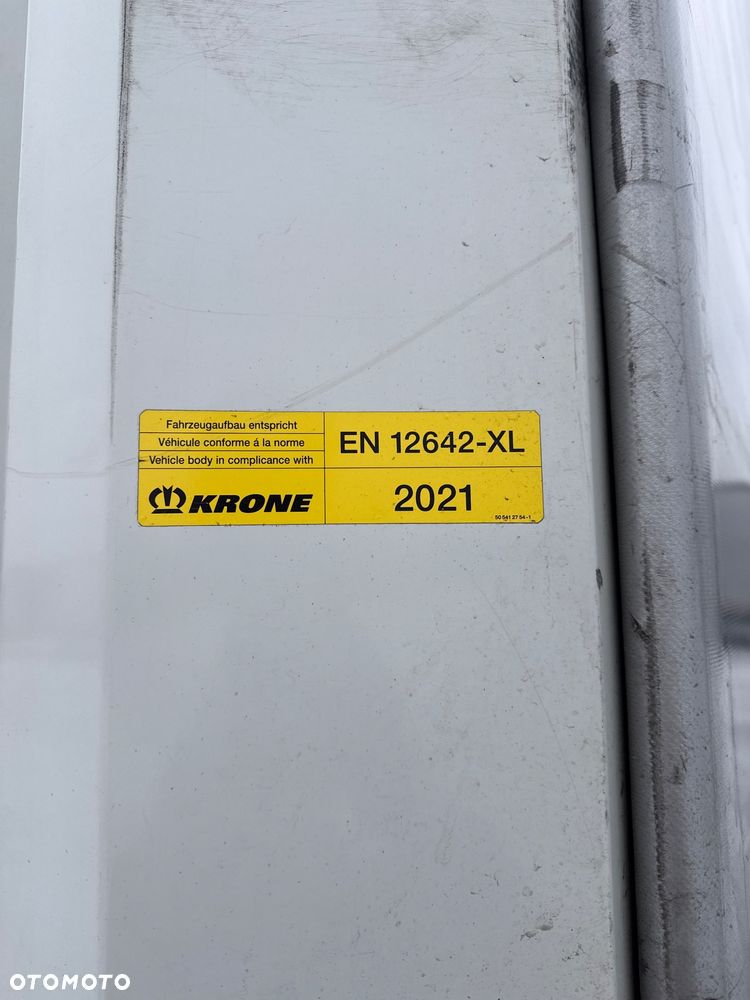 Fahrzeugaufbau entspricht
Véhicule conforme á la norme
Vehicle body in complicance with
EN 12642-XL
KRONE
2021
50 541 27 54-1
OTOMOTO